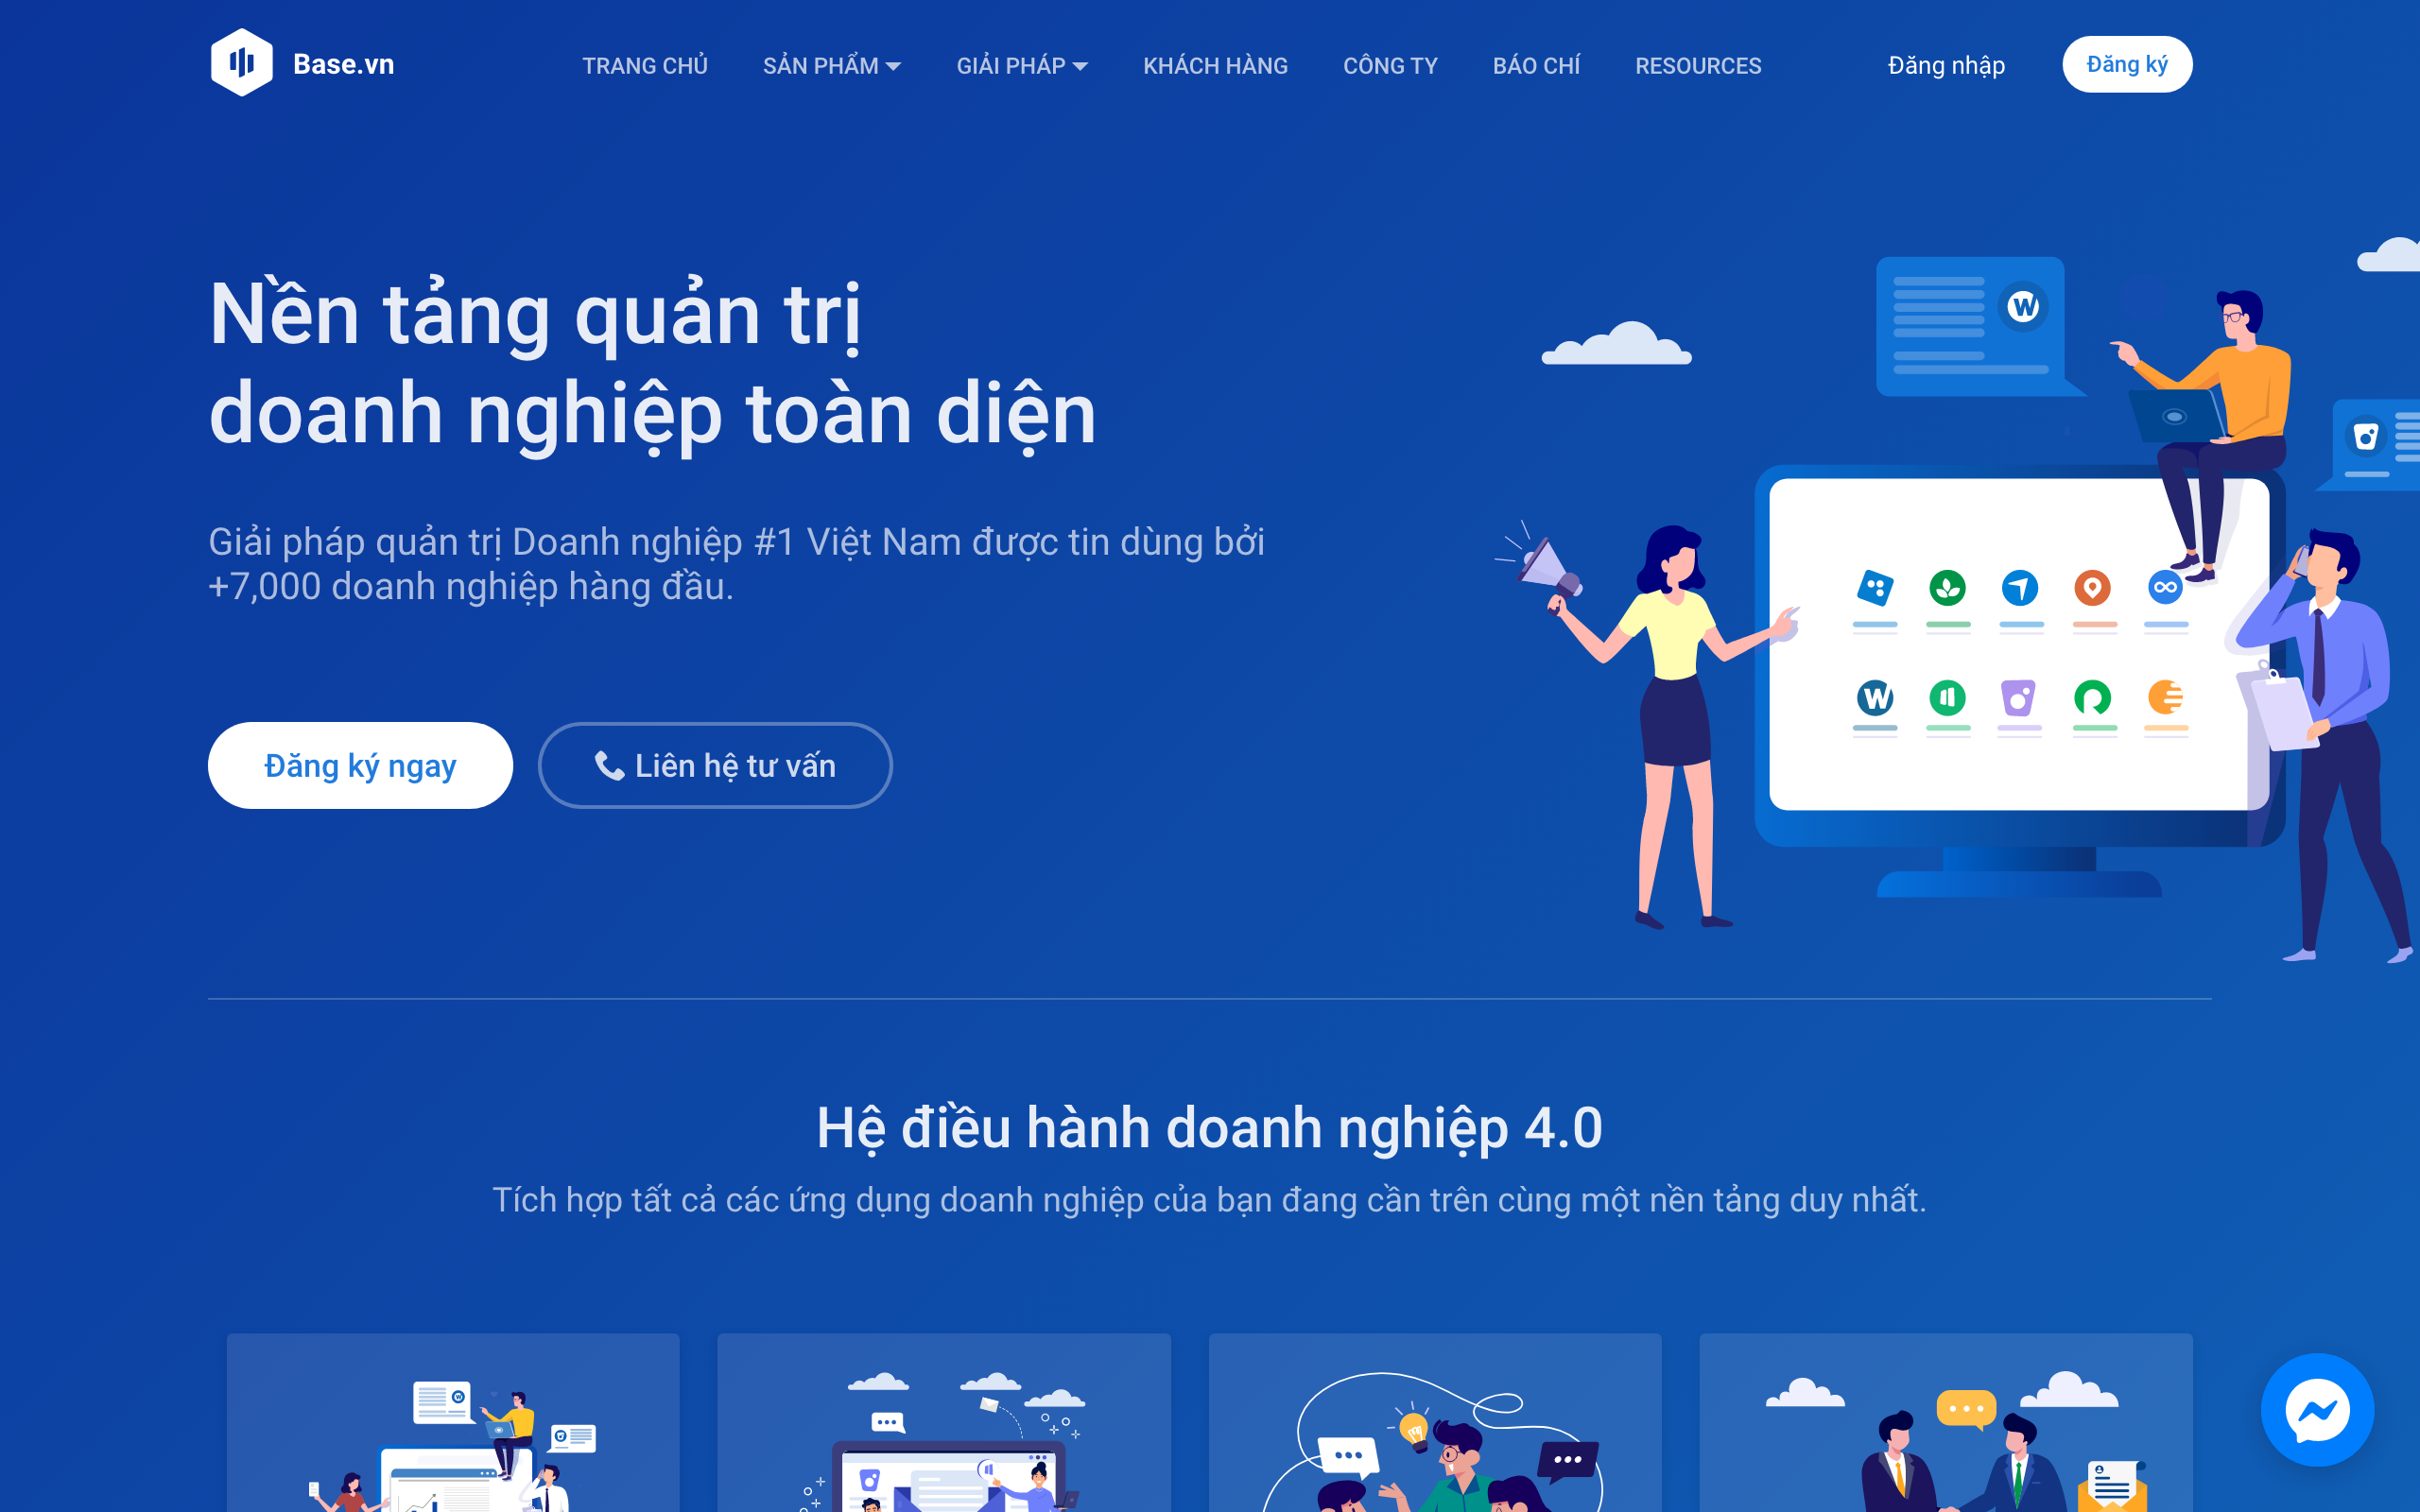 Base.vn
TRANG CHỦ
SẢN PHẨM
GIẢI PHÁP
KHÁCH HÀNG
CÔNG TY
BÁO CHÍ
RESOURCES
Đăng nhập
Đăng ký
Nền tảng quản trị
doanh nghiệp toàn diện
Giải pháp quản trị Doanh nghiệp #1 Việt Nam được tin dùng bởi
+7,000 doanh nghiệp hàng đầu.
Đăng ký ngay
Liên hệ tư vấn
Hệ điều hành doanh nghiệp 4.0
Tích hợp tất cả các ứng dụng doanh nghiệp của bạn đang cần trên cùng một nền tảng duy nhất.